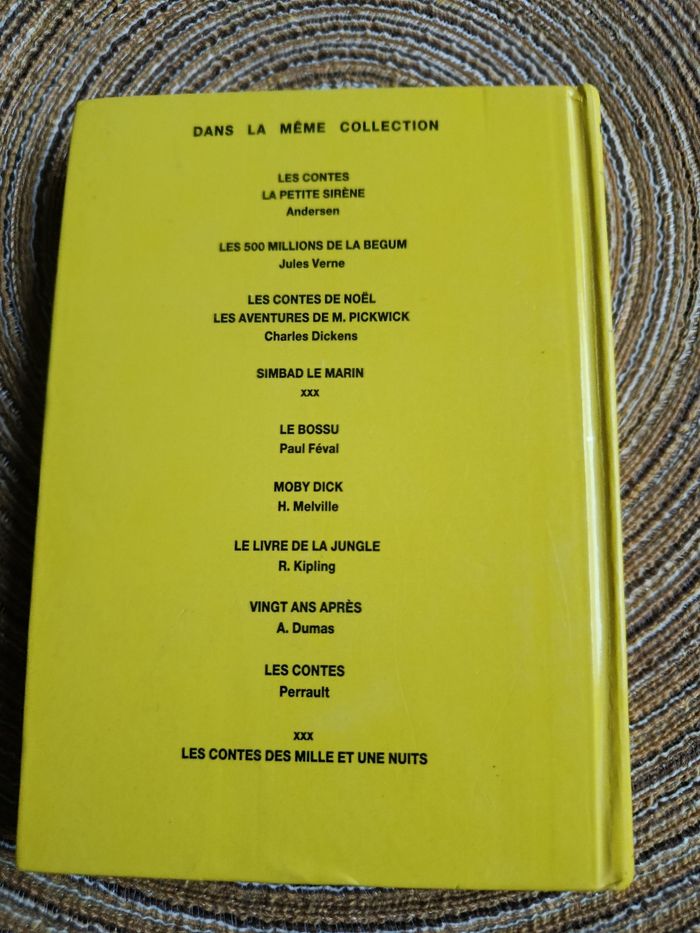 DANS LA MÊME COLLECTION
LES CONTES
LA PETITE SIRÈNE
Andersen
LES 500 MILLIONS DE LA BEGUM
Jules Verne
LES CONTES DE NOËL
LES AVENTURES DE M. PICKWICK
Charles Dickens
SIMBAD LE MARIN
xxx
LE BOSSU
Paul Féval
MOBY DICK
H. Melville
LE LIVRE DE LA JUNGLE
R. Kipling
VINGT ANS APRÈS
A. Dumas
LES CONTES
Perrault
xxx
LES CONTES DES MILLE ET UNE NUITS